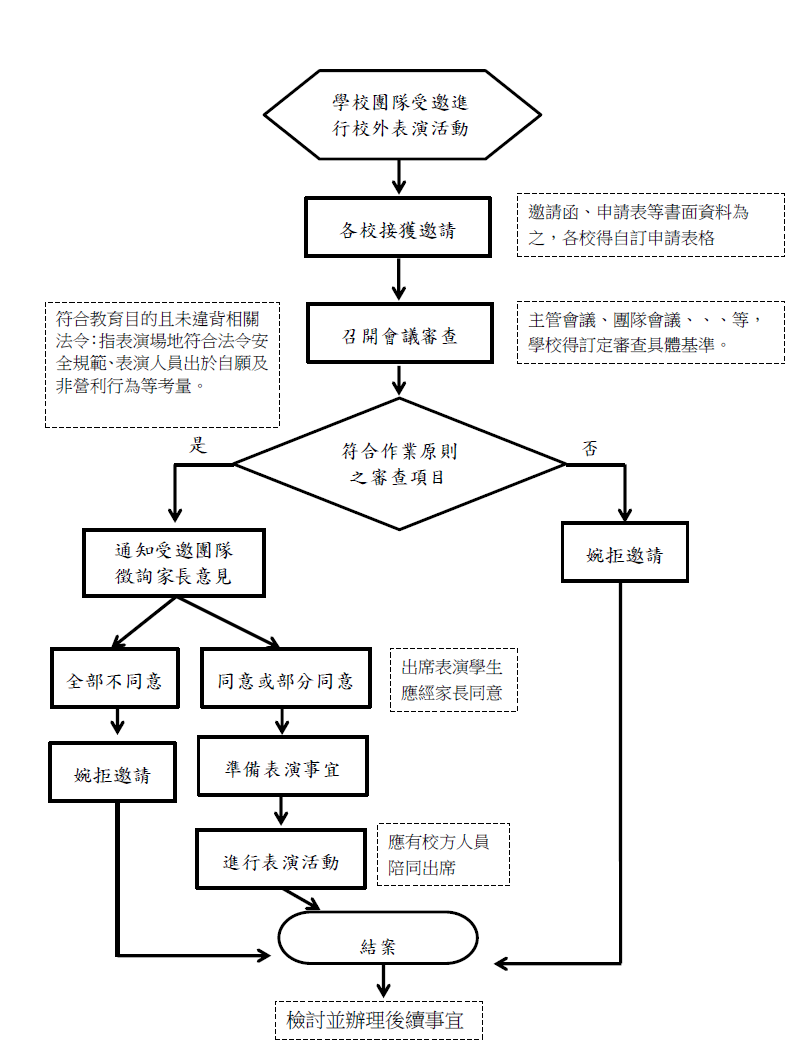 學校團隊受邀進
行校外表演活動
各校接獲邀請
邀請函、申請表等書面資料為
之，各校得自訂申請表格
符合教育目的且未違背相關
法令：指表演場地符合法令安
全規範、表演人員出於自願及
非營利行為等考量。
召開會議審查
主管會議、團隊會議、、、等，
學校得訂定審查具體基準。
是
符合作業原則
之審查項目
否
通知受邀團隊
徵詢家長意見
婉拒邀請
全部不同意
同意或部分同意
出席表演學生
應經家長同意
婉拒邀請
準備表演事宜
進行表演活動
應有校方人員
陪同出席
結案
檢討並辦理後續事宜